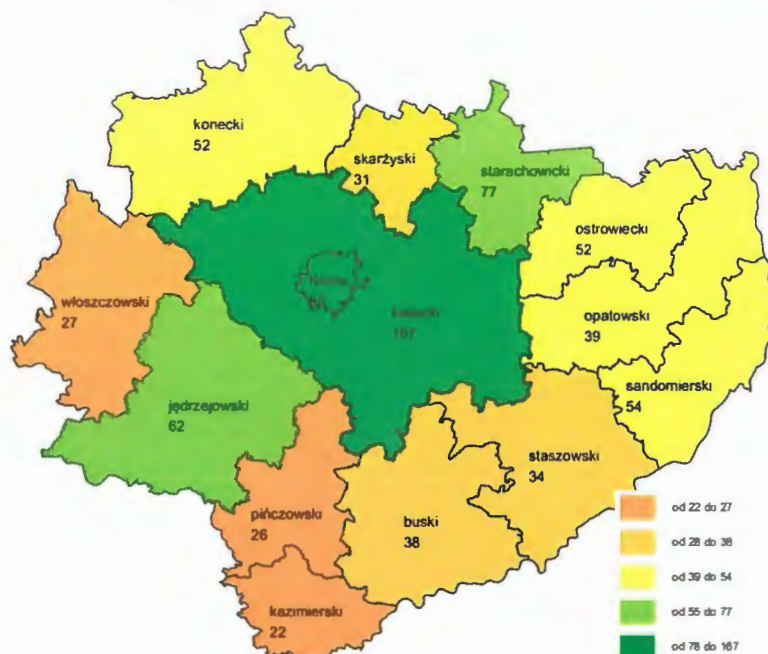 konecki
52
skarżyski
31
starachowicki
77
ostrowiecki
52
włoszczowski
27
kielecki
opatowski
39
sandomierski
54
jędrzejowski
62
staszowski
34
pińczowski
26
buski
38
kazimierski
22
od 22 do 27
od 28 do 38
od 39 do 54
od 55 do 77
od 78 do 167